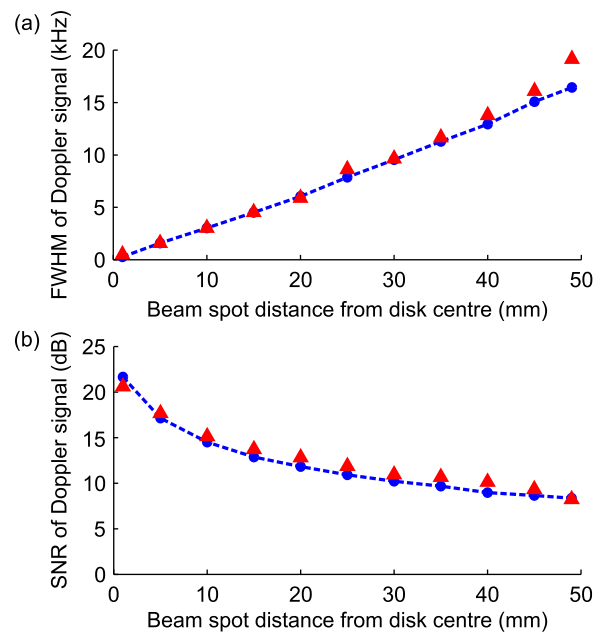 (a)
FWHM of Doppler signal (kHz)
20
15
10
5
0
0 10 20 30 40 50
Beam spot distance from disk centre (mm)
(b)
SNR of Doppler signal (dB)
25
20
15
10
5
0
0 10 20 30 40 50
Beam spot distance from disk centre (mm)